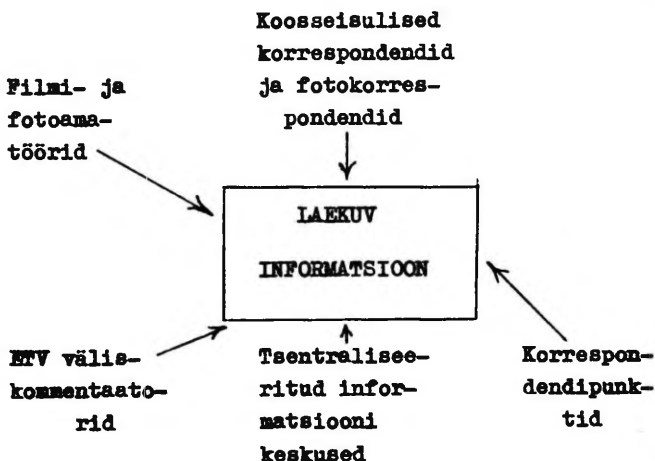 Koosseisulised
korrespondendid
ja fotokorres-
pondendid
Filmi- ja
fotoama-
töörid
LAEKUV
INFORMATSIOON
ETV välis-
kommentaato-
rid
Tsentralisee-
ritud infor-
matsiooni
keskused
Korrespon-
dendipunk-
tid